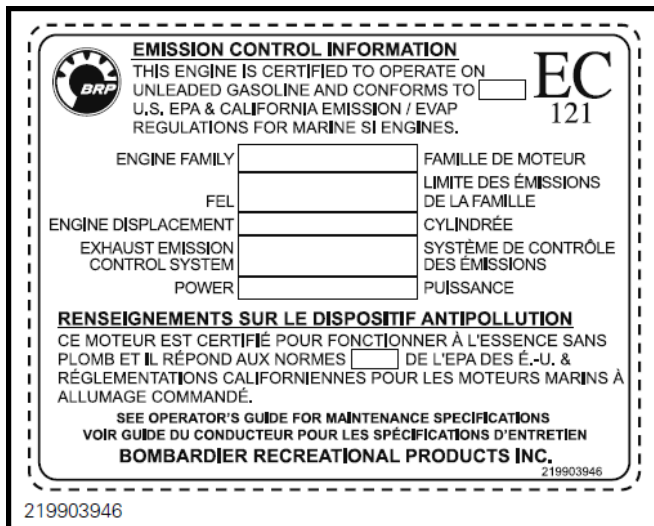 EMISSION CONTROL INFORMATION
THIS ENGINE IS CERTIFIED TO OPERATE ON
UNLEADED GASOLINE AND CONFORMS TO
U.S. EPA & CALIFORNIA EMISSION / EVAP
REGULATIONS FOR MARINE SI ENGINES.
BRP
EC
121
ENGINE FAMILY FAMILLE DE MOTEUR
LIMITE DES ÉMISSIONS
FEL DE LA FAMILLE
ENGINE DISPLACEMENT CYLINDRÉE
EXHAUST EMISSION SYSTÈME DE CONTRÔLE
CONTROL SYSTEM DES ÉMISSIONS
POWER PUISSANCE
RENSEIGNEMENTS SUR LE DISPOSITIF ANTIPOLLUTION
CE MOTEUR EST CERTIFIÉ POUR FONCTIONNER À L'ESSENCE SANS
PLOMB ET IL RÉPOND AUX NORMES DE L'EPA DES É.-U. &
RÉGLEMENTATIONS CALIFORNIENNES POUR LES MOTEURS MARINS À
ALLUMAGE COMMANDÉ.
SEE OPERATOR'S GUIDE FOR MAINTENANCE SPECIFICATIONS
VOIR GUIDE DU CONDUCTEUR POUR LES SPÉCIFICATIONS D'ENTRETIEN
BOMBARDIER RECREATIONAL PRODUCTS INC.
219903946
219903946